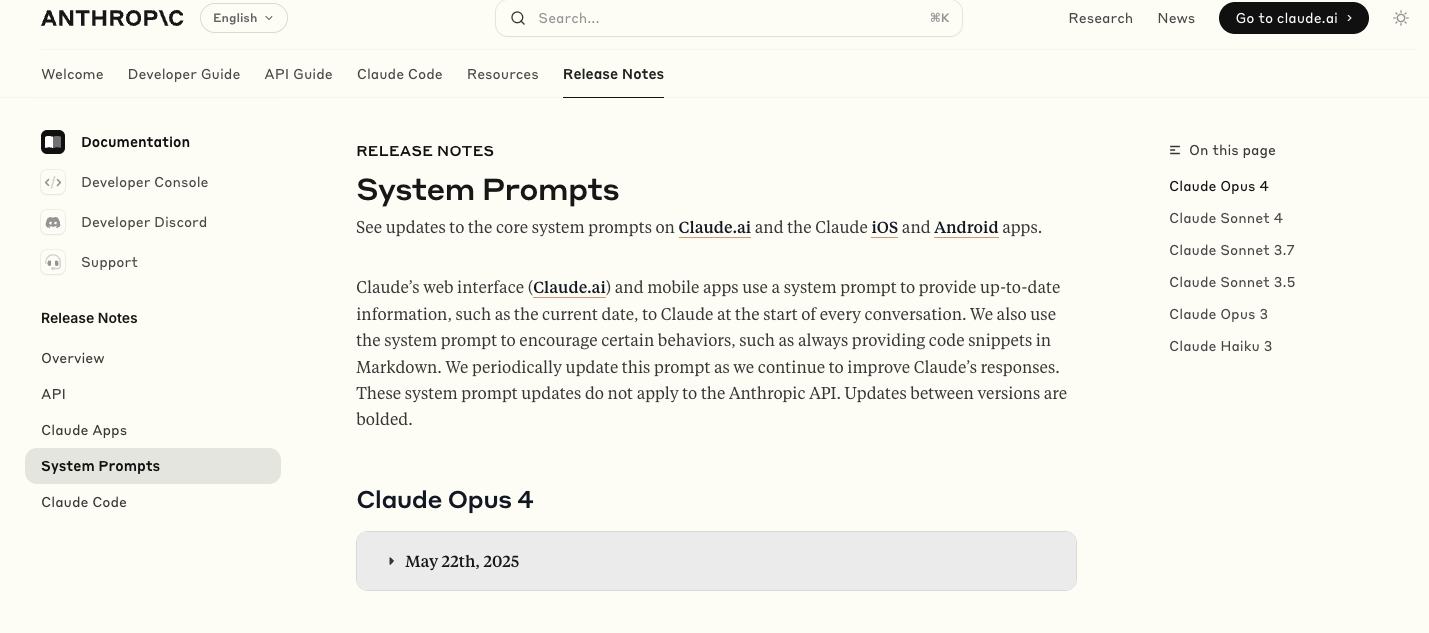 ANTHROP\C
English
Search...
⌘K
Research
News
Go to claude.ai
Welcome
Developer Guide
API Guide
Claude Code
Resources
Release Notes
Documentation
Developer Console
Developer Discord
Support
Release Notes
Overview
API
Claude Apps
System Prompts
Claude Code
RELEASE NOTES
System Prompts
See updates to the core system prompts on Claude.ai and the Claude iOS and Android apps.
Claude’s web interface (Claude.ai) and mobile apps use a system prompt to provide up-to-date
information, such as the current date, to Claude at the start of every conversation. We also use
the system prompt to encourage certain behaviors, such as always providing code snippets in
Markdown. We periodically update this prompt as we continue to improve Claude’s responses.
These system prompt updates do not apply to the Anthropic API. Updates between versions are
bolded.
Claude Opus 4
May 22th, 2025
On this page
Claude Opus 4
Claude Sonnet 4
Claude Sonnet 3.7
Claude Sonnet 3.5
Claude Opus 3
Claude Haiku 3